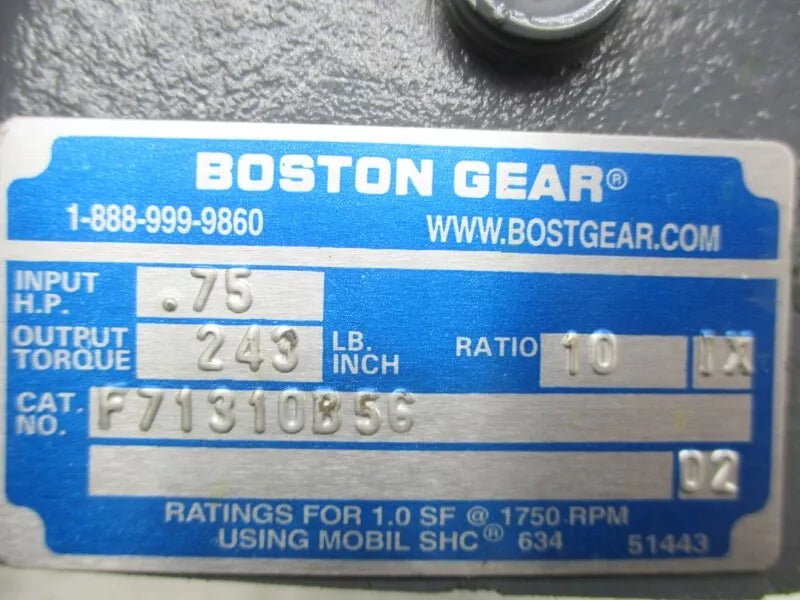 BOSTON GEAR®
1-888-999-9860 WWW.BOSTGEAR.COM
INPUT H.P. .75
OUTPUT TORQUE 243 LB. INCH RATIO 10 IX
CAT. NO. F71310B56
02
RATINGS FOR 1.0 SF @ 1750 RPM
USING MOBIL SHC® 634 51443